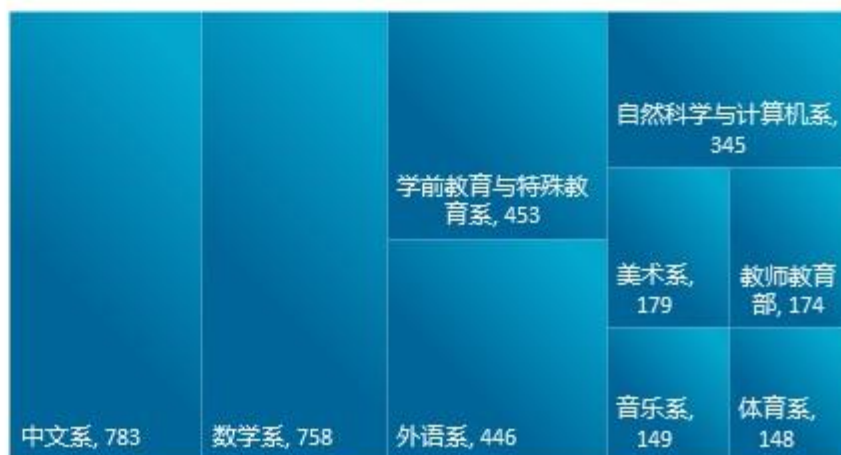 中文系, 783
数学系, 758
学前教育与特殊教
育系, 453
外语系, 446
自然科学与计算机系,
345
美术系,
179
教师教育
部, 174
音乐系,
149
体育系,
148